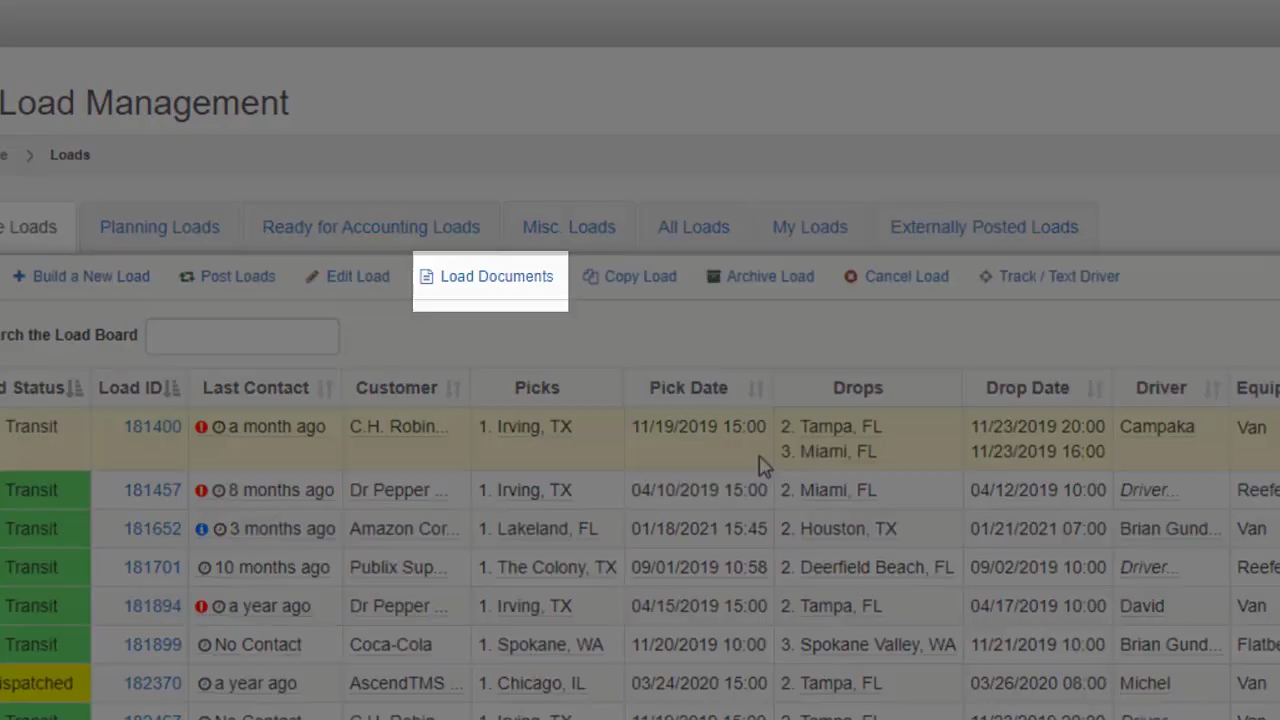 Load Management
e > Loads
e Loads Planning Loads Ready for Accounting Loads Misc. Loads All Loads My Loads Externally Posted Loads
+ Build a New Load Post Loads Edit Load Load Documents Copy Load Archive Load Cancel Load Track / Text Driver
rch the Load Board
d Status Load ID Last Contact Customer Picks Pick Date Drops Drop Date Driver Equip
Transit 181400 a month ago C.H. Robin... 1. Irving, TX 11/19/2019 15:00 2. Tampa, FL 11/23/2019 20:00 Campaka Van
3. Miami, FL 11/23/2019 16:00
Transit 181457 8 months ago Dr Pepper ... 1. Irving, TX 04/10/2019 15:00 2. Miami, FL 04/12/2019 10:00 Driver... Reefe
Transit 181652 3 months ago Amazon Cor... 1. Lakeland, FL 01/18/2021 15:45 2. Houston, TX 01/21/2021 07:00 Brian Gund... Van
Transit 181701 10 months ago Publix Sup... 1. The Colony, TX 09/01/2019 10:58 2. Deerfield Beach, FL 09/02/2019 10:00 Driver... Reefe
Transit 181894 a year ago Dr Pepper ... 1. Irving, TX 04/15/2019 15:00 2. Tampa, FL 04/17/2019 10:00 David Van
Transit 181899 No Contact Coca-Cola 1. Spokane, WA 11/20/2019 10:00 3. Spokane Valley, WA 11/21/2019 10:00 Brian Gund... Flatbe
ispatched 182370 a year ago AscendTMS ... 1. Chicago, IL 03/24/2020 15:00 2. Tampa, FL 03/26/2020 08:00 Michel Van